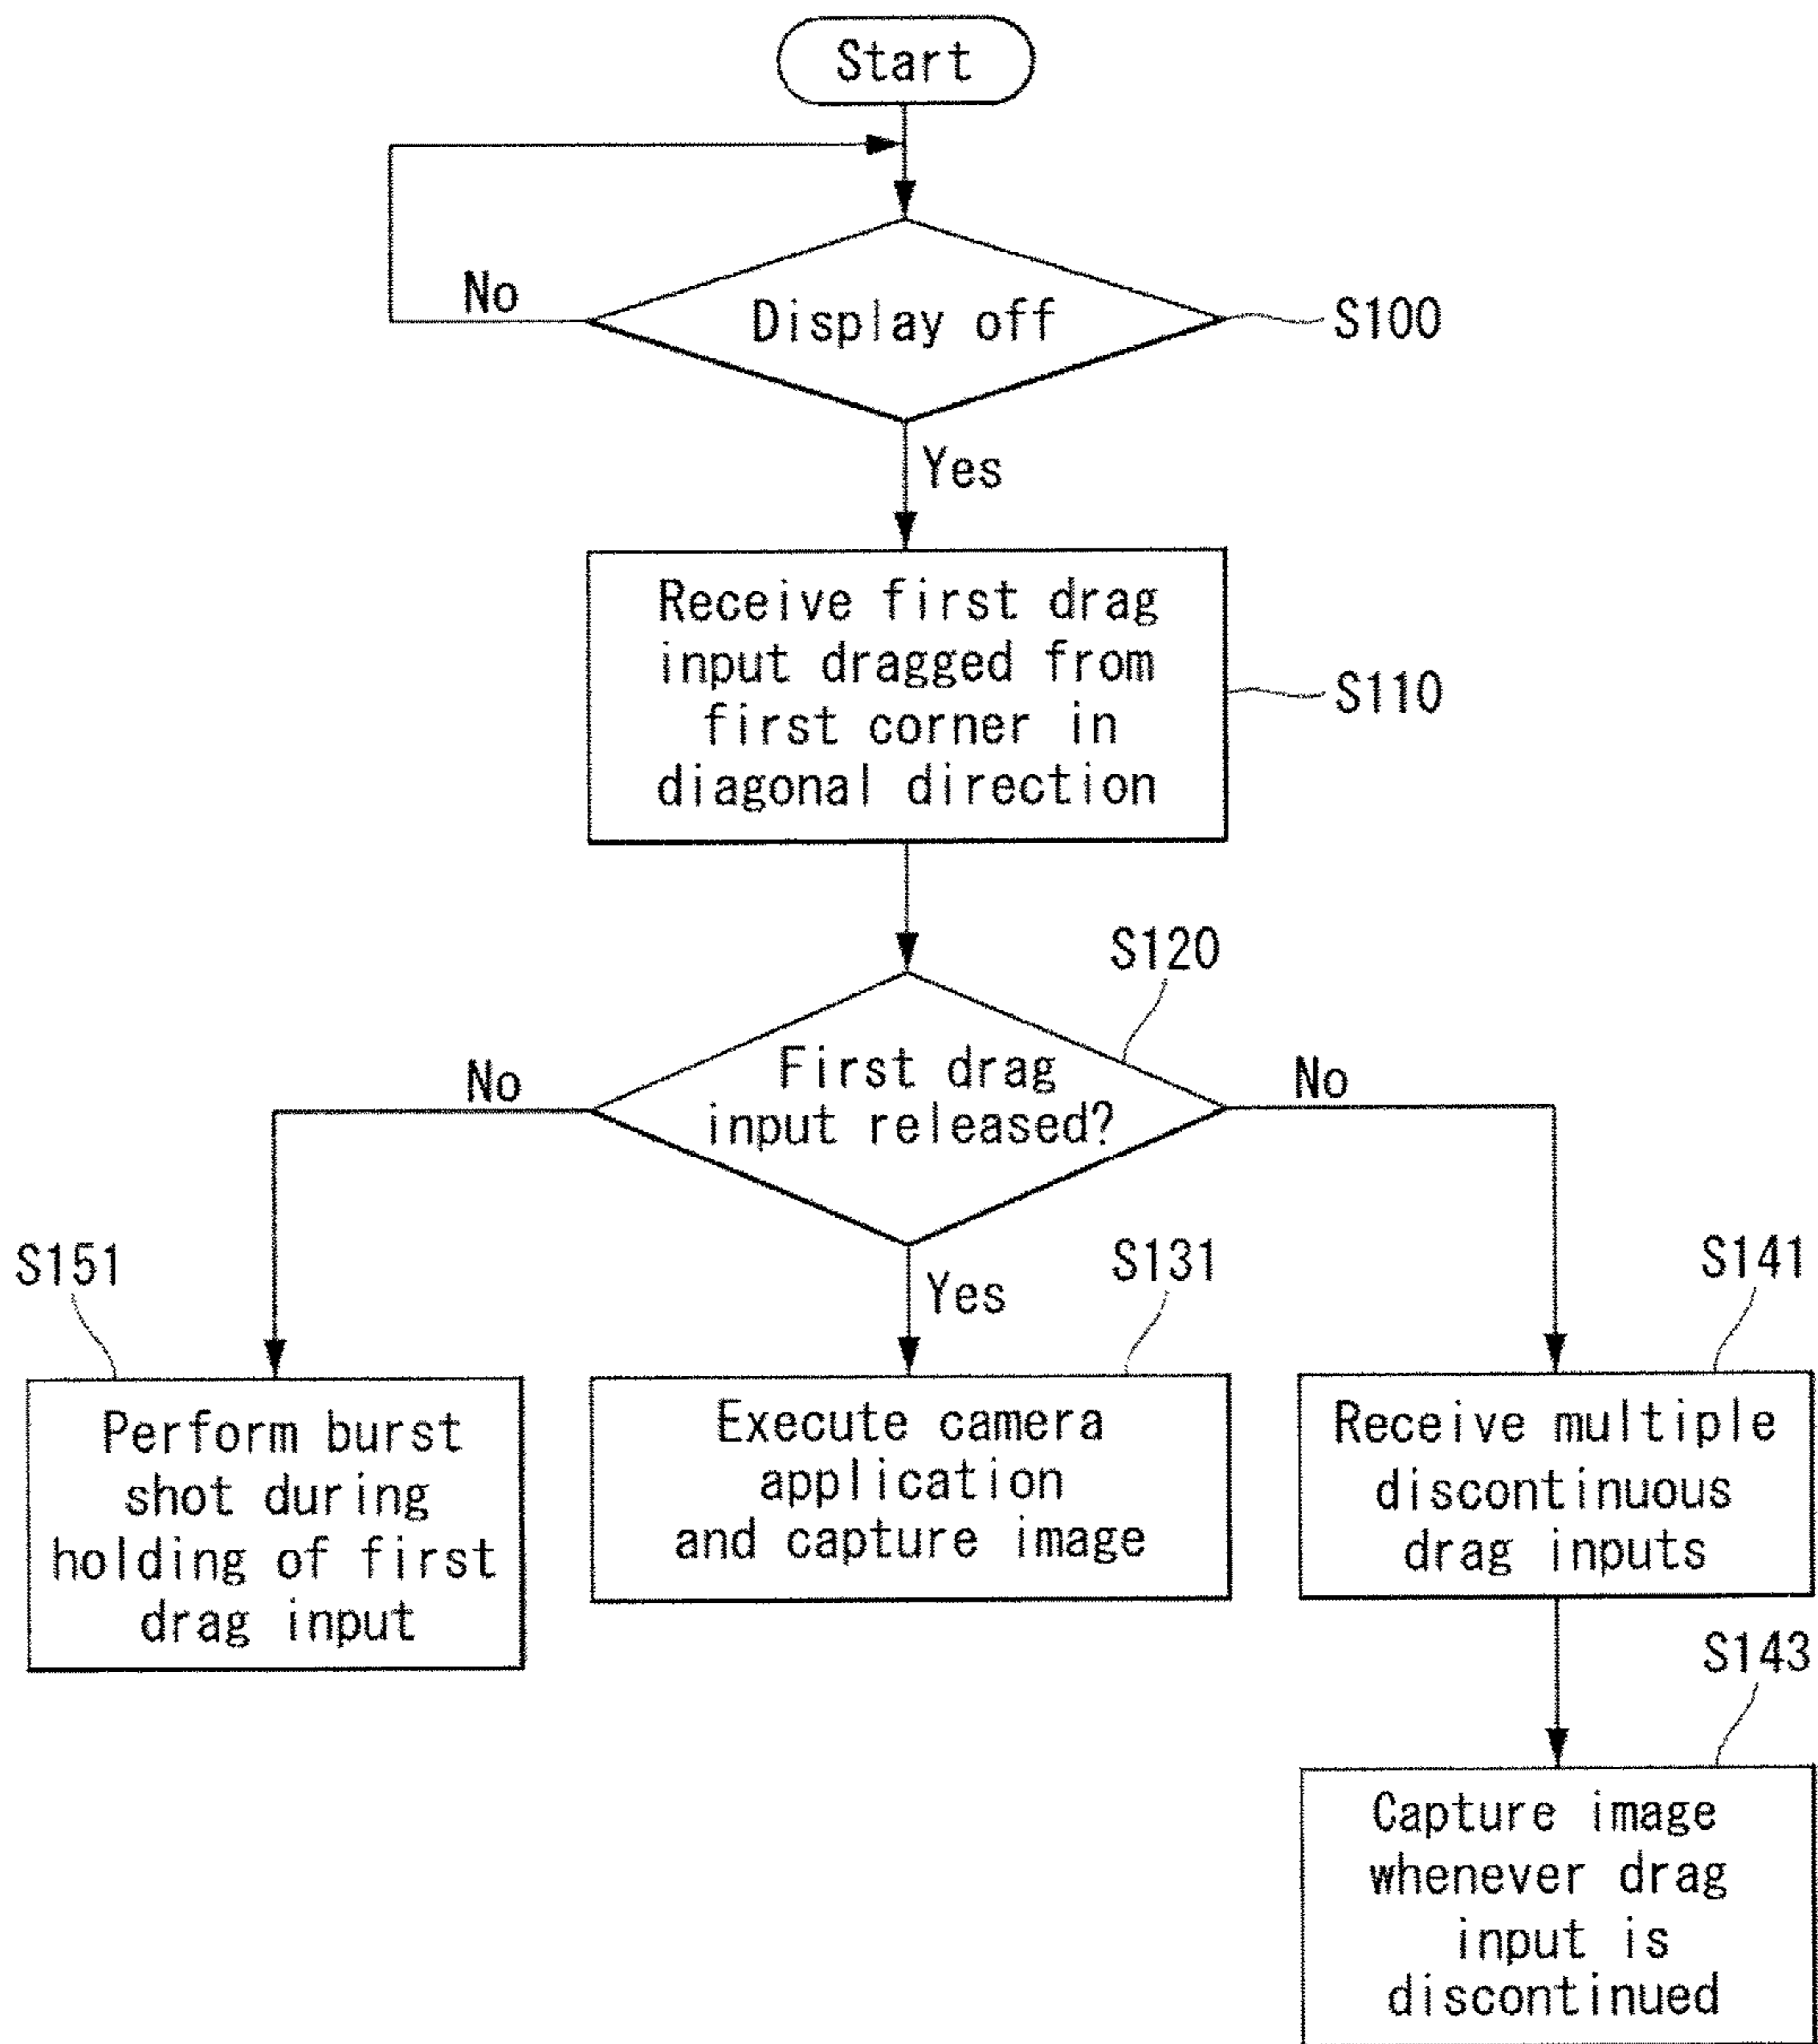 Start
No
Display off
S100
Yes
Receive first drag
input dragged from
first corner in
diagonal direction
S110
S120
No
First drag
input released?
No
S151
Yes
S131
S141
Perform burst
shot during
holding of first
drag input
Execute camera
application
and capture image
Receive multiple
discontinuous
drag inputs
S143
Capture image
whenever drag
input is
discontinued